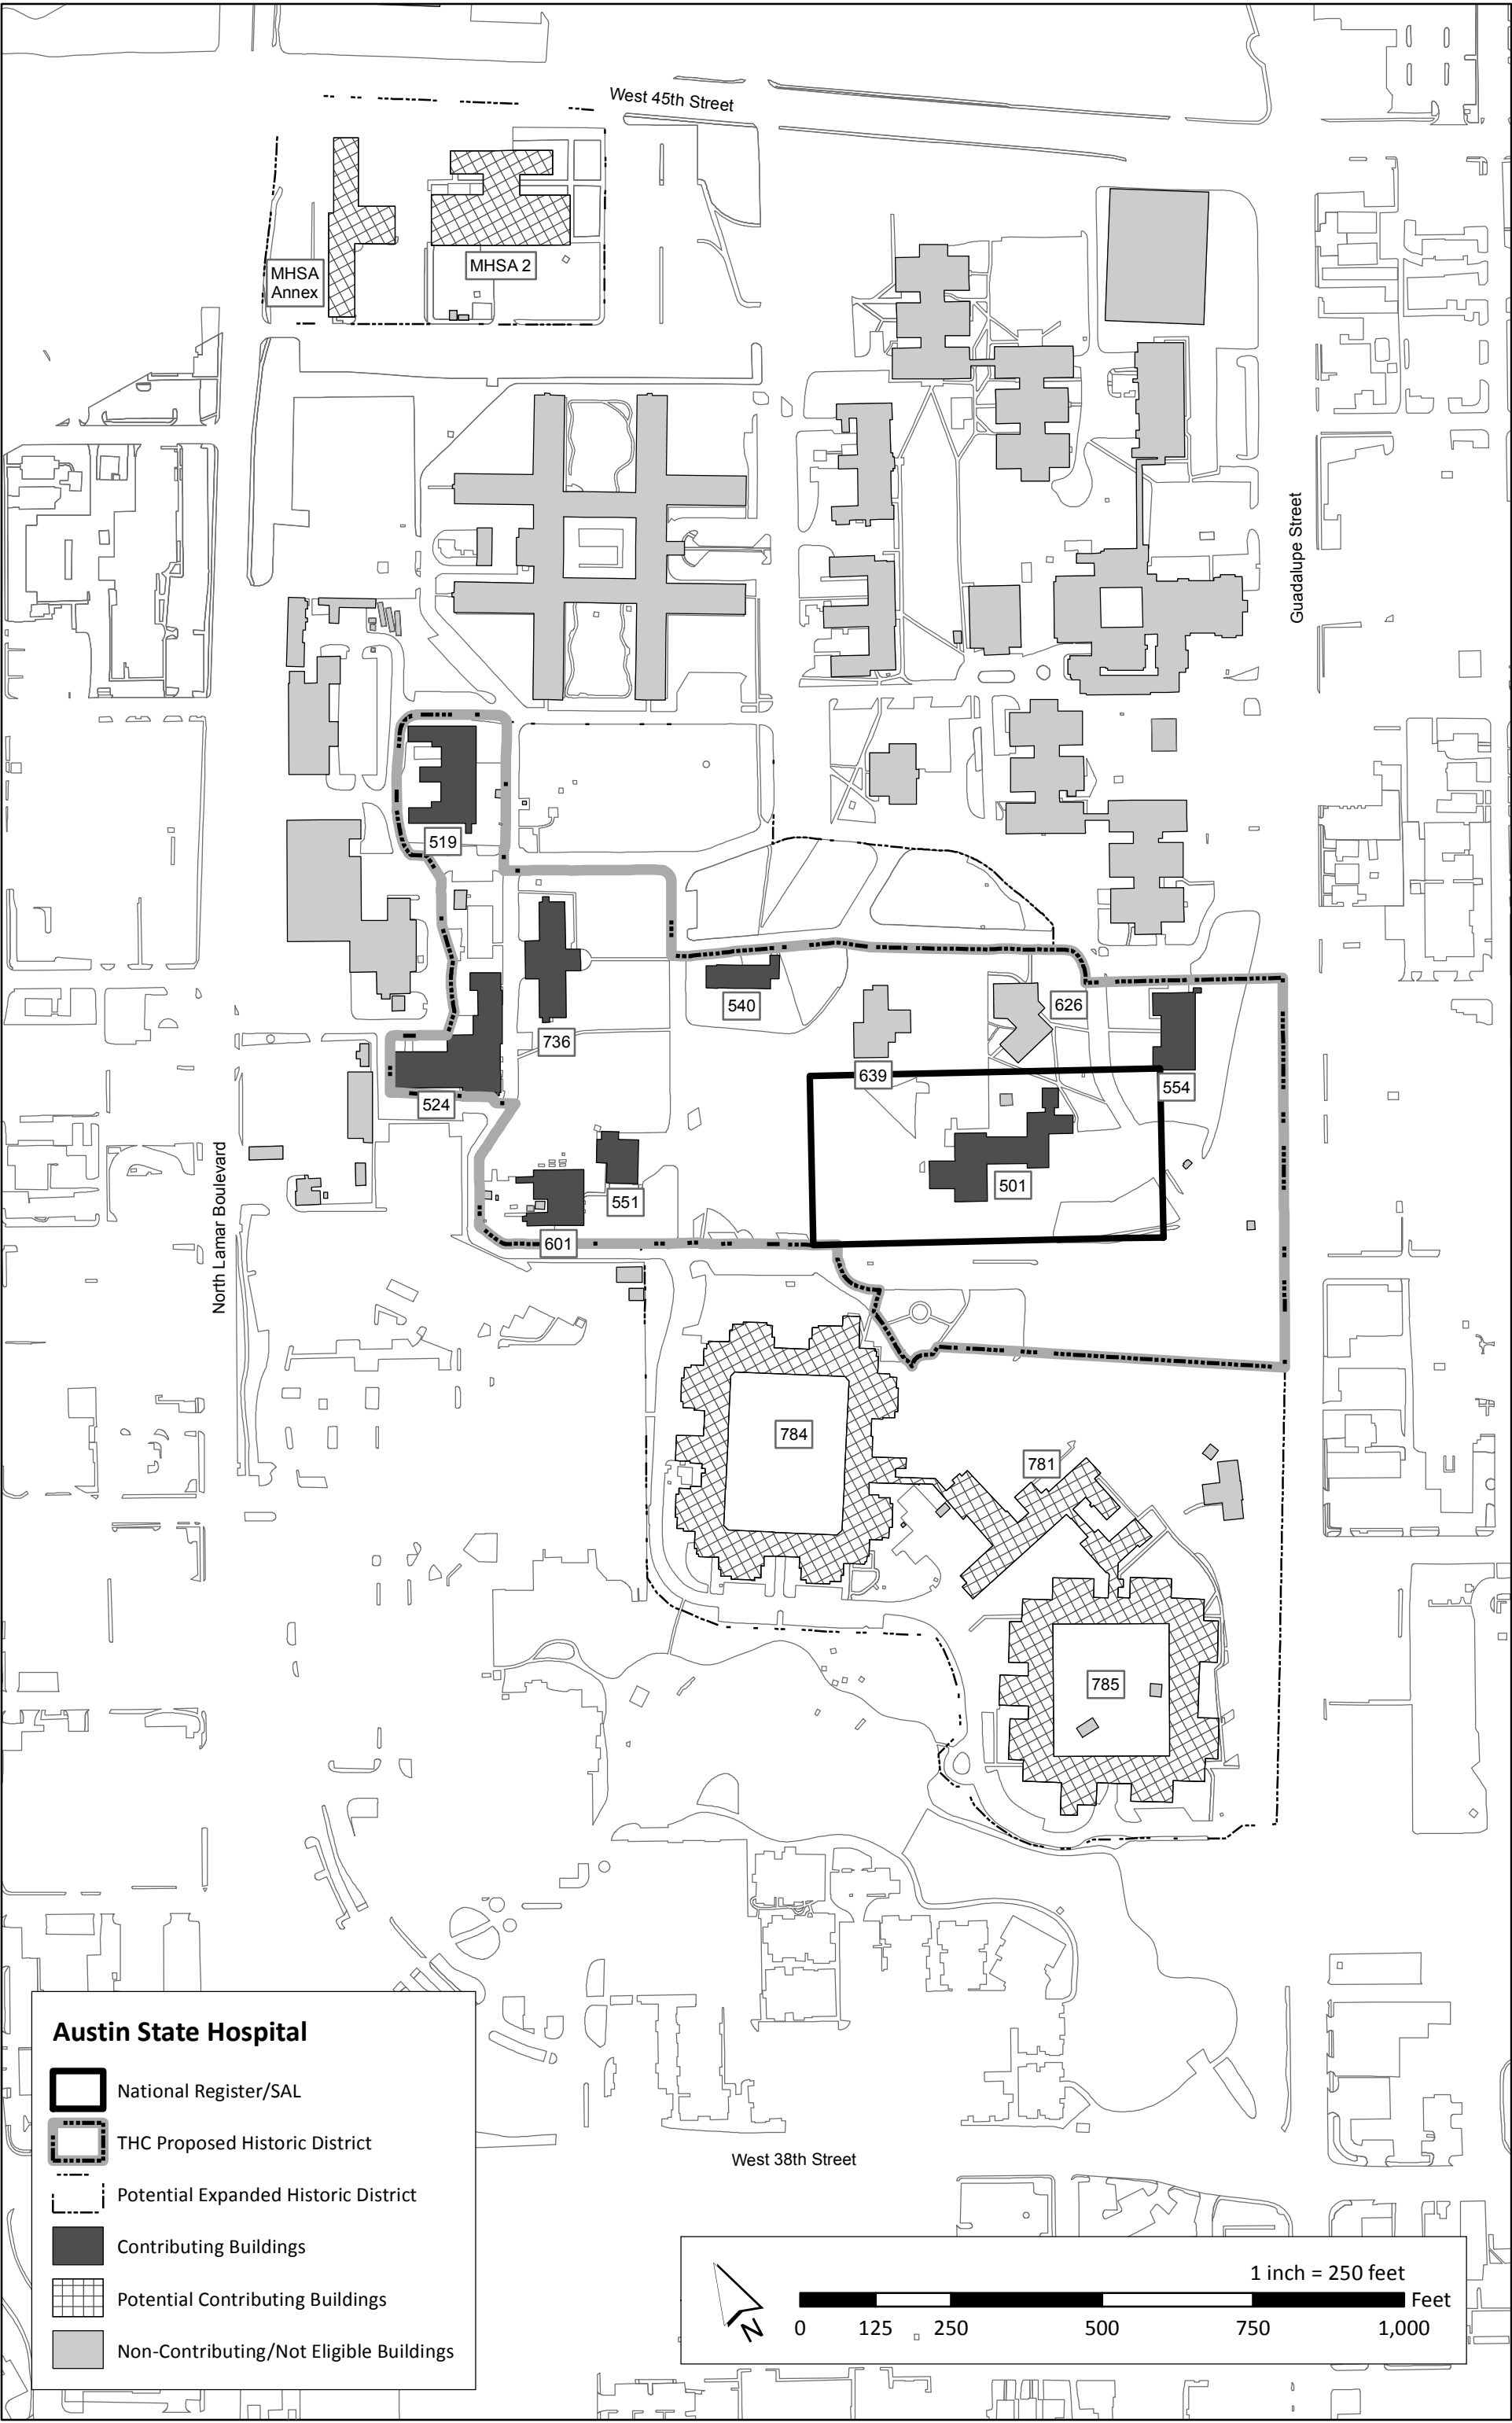 West 45th Street
MHSA
Annex
MHSA 2
Guadalupe Street
519
540
626
736
639
554
524
501
551
601
North Lamar Boulevard
784
781
785
West 38th Street
Austin State Hospital
National Register/SAL
THC Proposed Historic District
Potential Expanded Historic District
Contributing Buildings
Potential Contributing Buildings
Non-Contributing/Not Eligible Buildings
N
1 inch = 250 feet
Feet
0 125 250 500 750 1,000